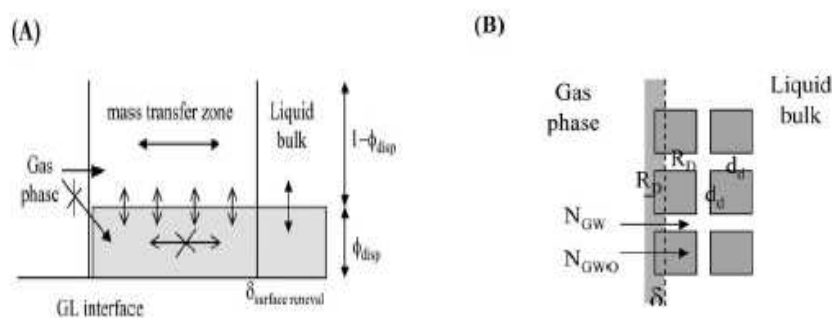 (A)
mass transfer zone
Liquid
bulk
1-ϕdisp
Gas
phase
ϕdisp
GL interface
δsurface renewal
(B)
Gas
phase
Liquid
bulk
RD
dd
RD
dd
NGW
NGWO
δ